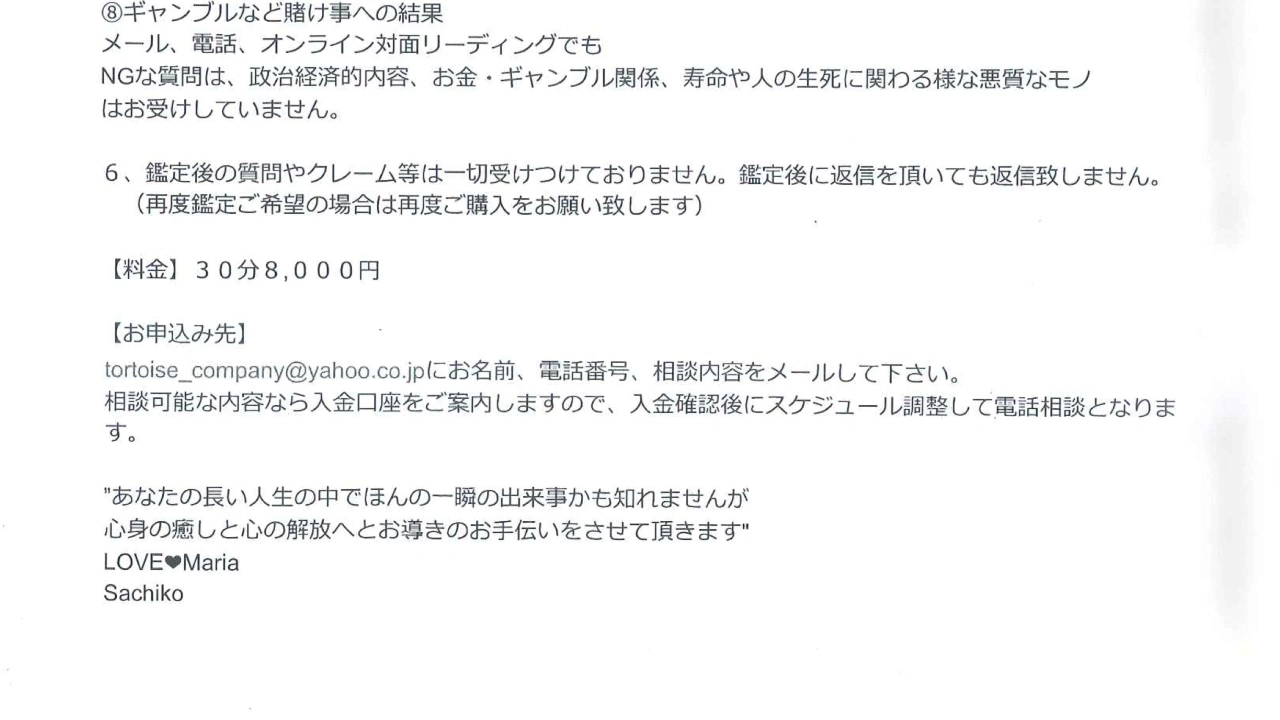 ⑧ギャンブルなど賭け事への結果
メール、電話、オンライン対面リーディングでも
NGな質問は、政治経済的内容、お金・ギャンブル関係、寿命や人の生死に関わる様な悪質なモノ
はお受けしていません。
６、鑑定後の質問やクレーム等は一切受けつけておりません。鑑定後に返信を頂いても返信致しません。
（再度鑑定ご希望の場合は再度ご購入をお願い致します）
【料金】３０分８,０００円
【お申込み先】
tortoise_company@yahoo.co.jpにお名前、電話番号、相談内容をメールして下さい。
相談可能な内容なら入金口座をご案内しますので、入金確認後にスケジュール調整して電話相談となりま
す。
"あなたの長い人生の中でほんの一瞬の出来事かも知れませんが
心身の癒しと心の解放へとお導きのお手伝いをさせて頂きます"
LOVE❤Maria
Sachiko